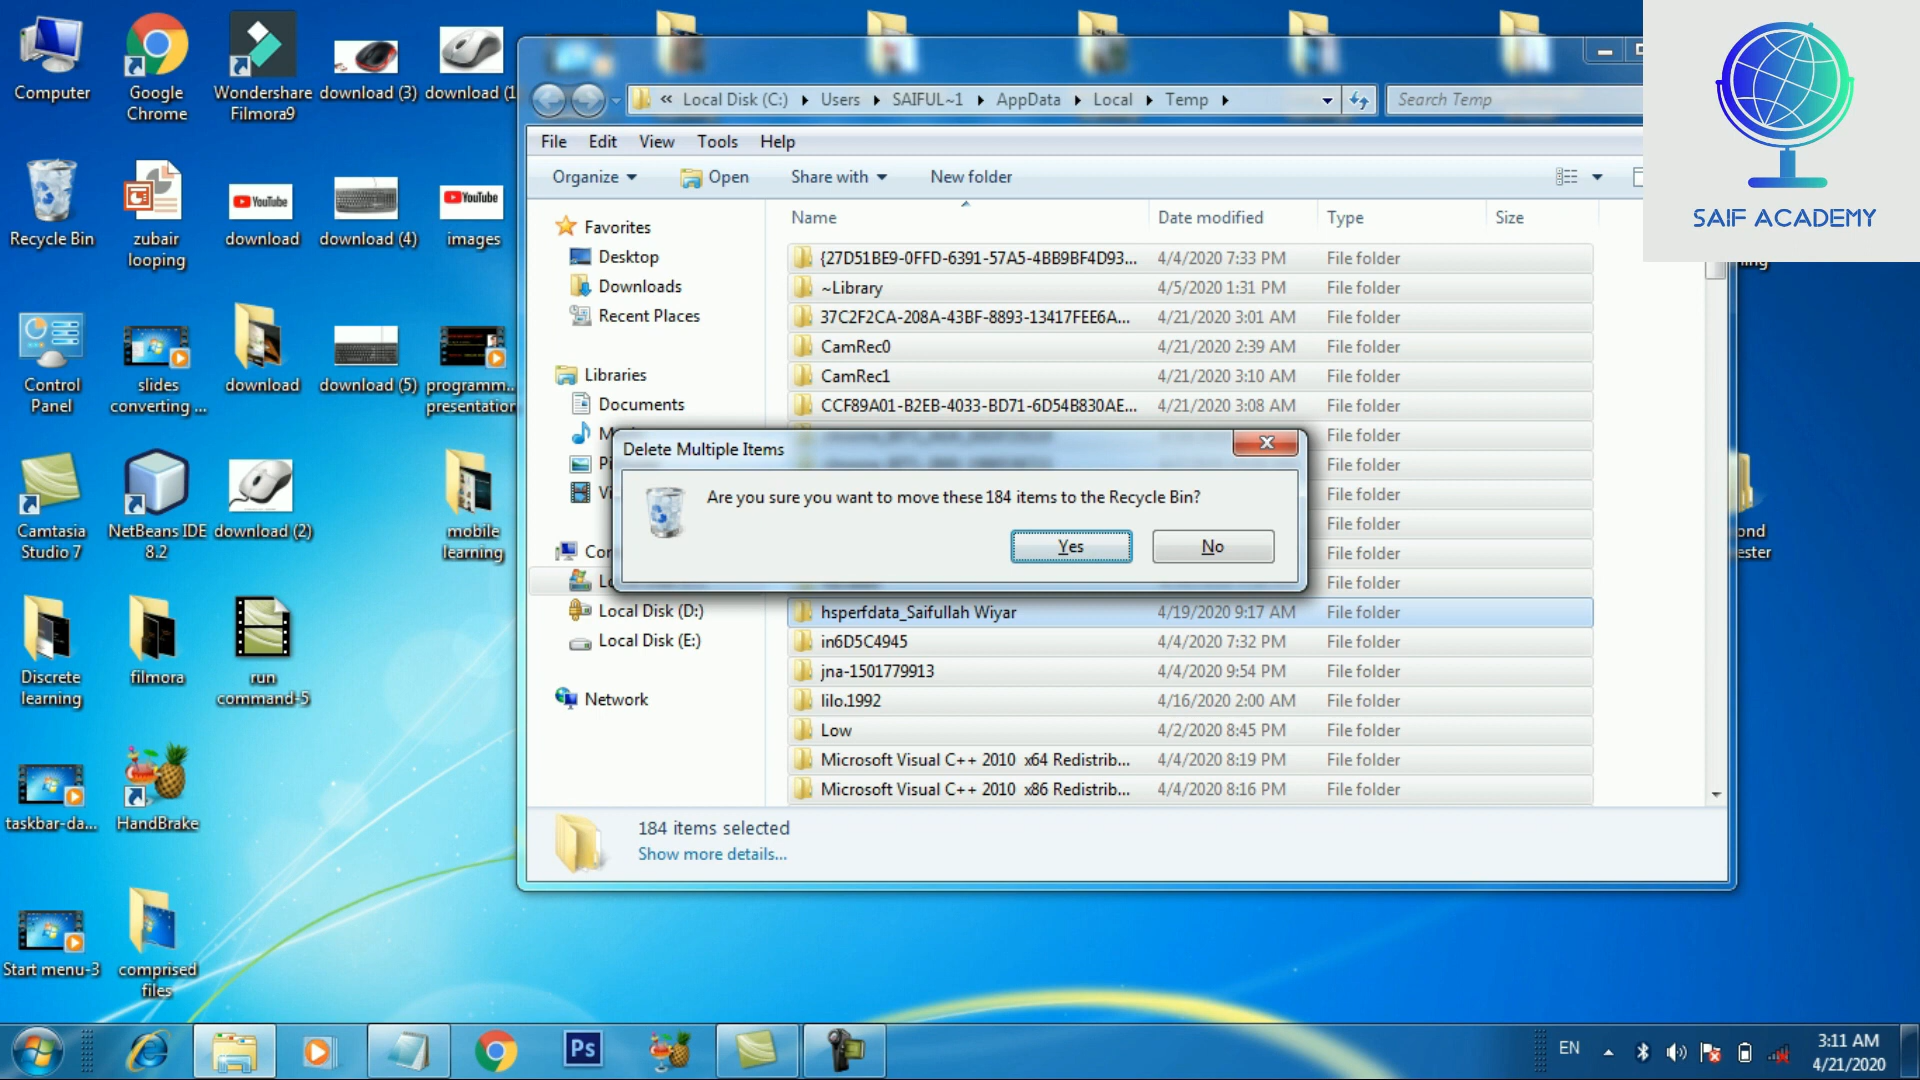 Computer
Google
Chrome
Wondershare
Filmora9
download (3)
download (1
Recycle Bin
zubair
looping
YouTube
download
download (4)
YouTube
images
Control
Panel
slides
converting ...
download
download (5)
programm...
presentation
Camtasia
Studio 7
NetBeans IDE
8.2
download (2)
mobile
learning
Discrete
learning
filmora
run
command-5
taskbar-da...
HandBrake
Start menu-3
comprised
files
« Local Disk (C:) Users SAIFUL~1 AppData Local Temp
Search Temp
File Edit View Tools Help
Organize Open Share with New folder
Favorites
Desktop
Downloads
Recent Places
Libraries
Documents
Local Disk (D:)
Local Disk (E:)
Network
Name Date modified Type Size
{27D51BE9-0FFD-6391-57A5-4BB9BF4D93... 4/4/2020 7:33 PM File folder
~Library 4/5/2020 1:31 PM File folder
37C2F2CA-208A-43BF-8893-13417FEE6A... 4/21/2020 3:01 AM File folder
CamRec0 4/21/2020 2:39 AM File folder
CamRec1 4/21/2020 3:10 AM File folder
CCF89A01-B2EB-4033-BD71-6D54B830AE... 4/21/2020 3:08 AM File folder
File folder
File folder
File folder
File folder
File folder
File folder
hsperfdata_Saifullah Wiyar 4/19/2020 9:17 AM File folder
in6D5C4945 4/4/2020 7:32 PM File folder
jna-1501779913 4/4/2020 9:54 PM File folder
lilo.1992 4/16/2020 2:00 AM File folder
Low 4/2/2020 8:45 PM File folder
Microsoft Visual C++ 2010 x64 Redistrib... 4/4/2020 8:19 PM File folder
Microsoft Visual C++ 2010 x86 Redistrib... 4/4/2020 8:16 PM File folder
184 items selected
Show more details...
Delete Multiple Items
Are you sure you want to move these 184 items to the Recycle Bin?
Yes No
SAIF ACADEMY
ond
ester
Ps
EN
3:11 AM
4/21/2020